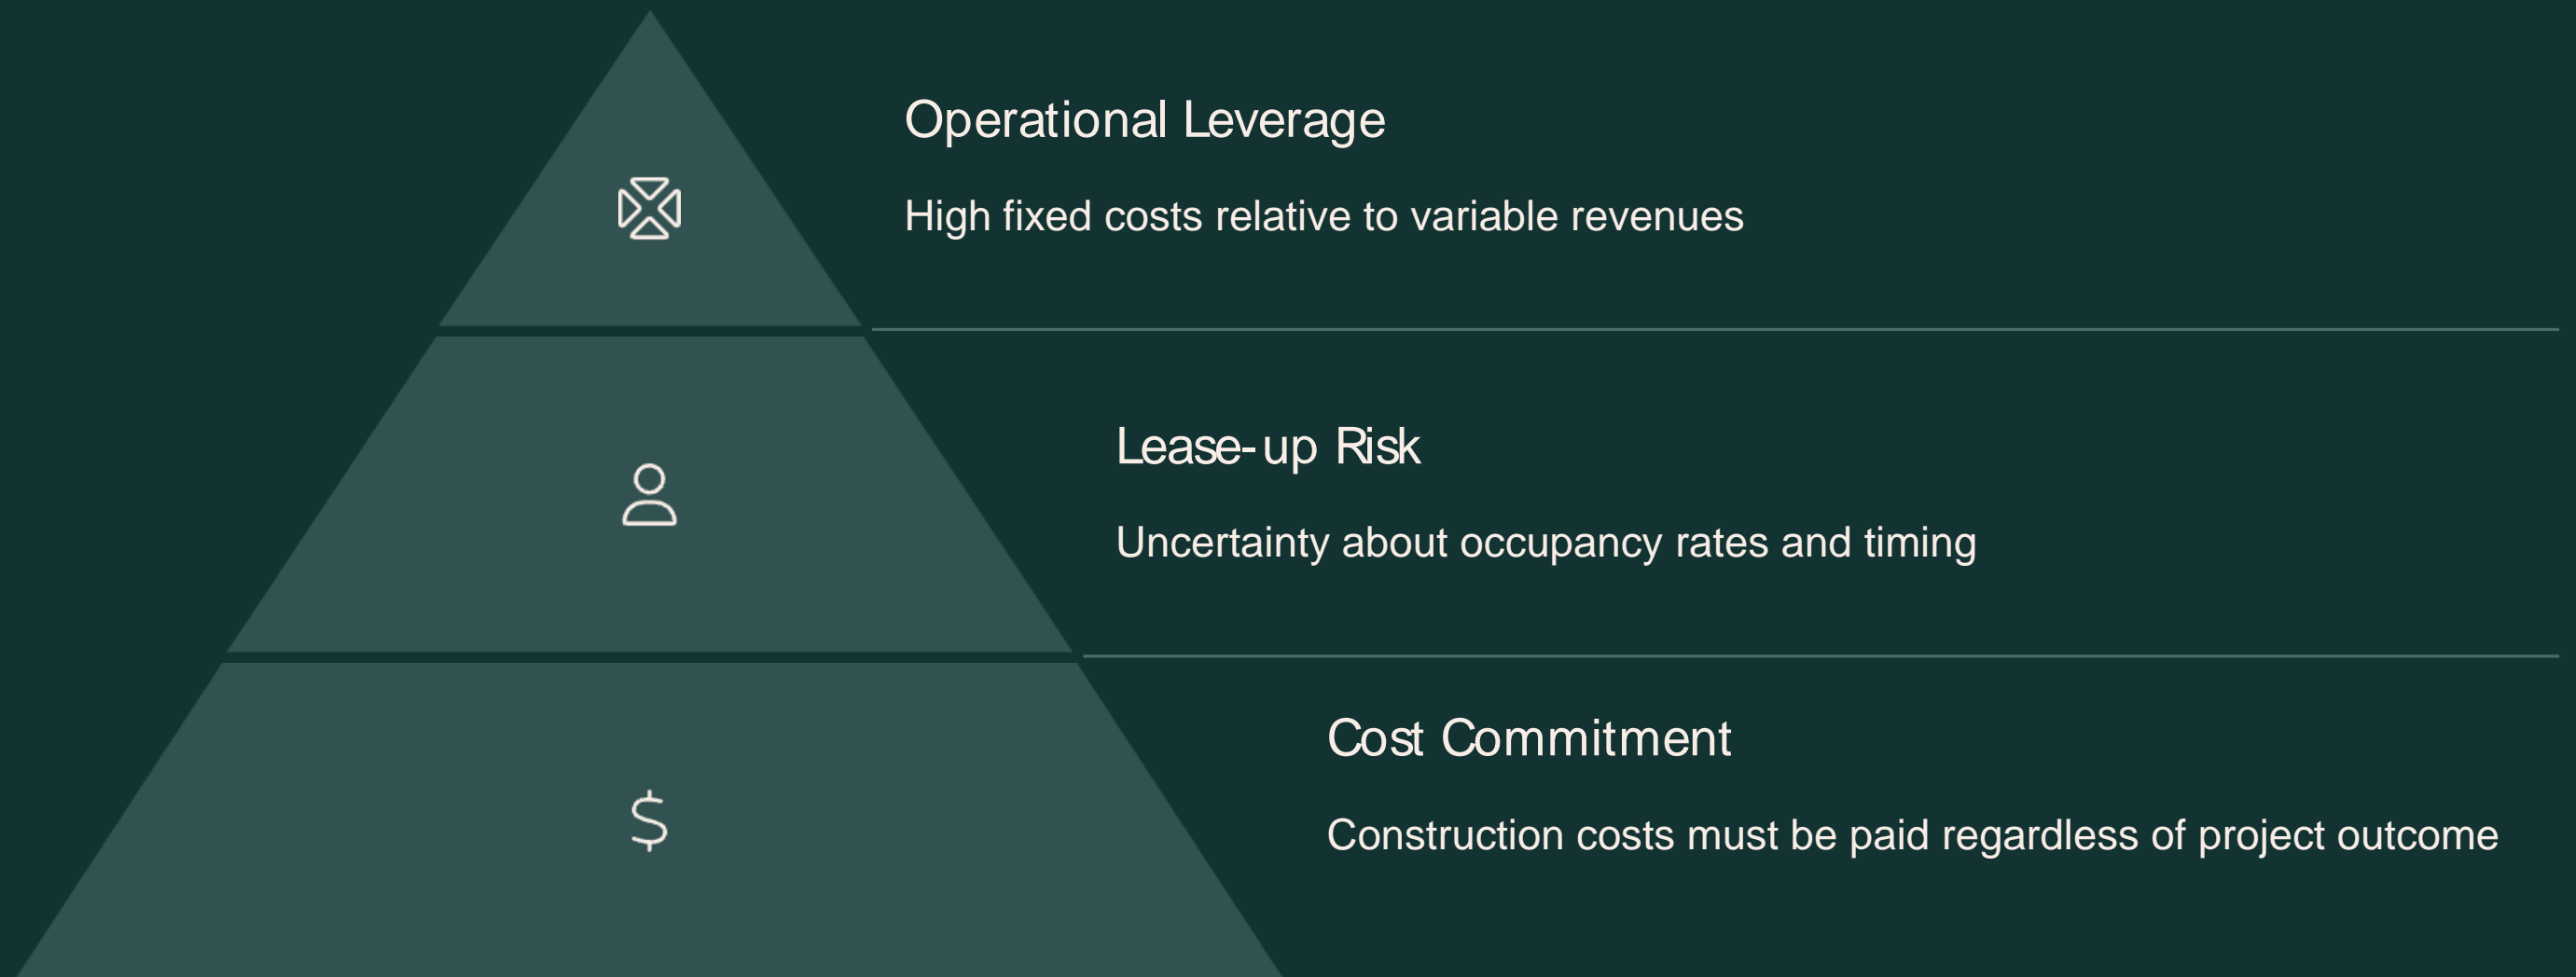 Operational Leverage
High fixed costs relative to variable revenues
Lease-up Risk
Uncertainty about occupancy rates and timing
$
Cost Commitment
Construction costs must be paid regardless of project outcome